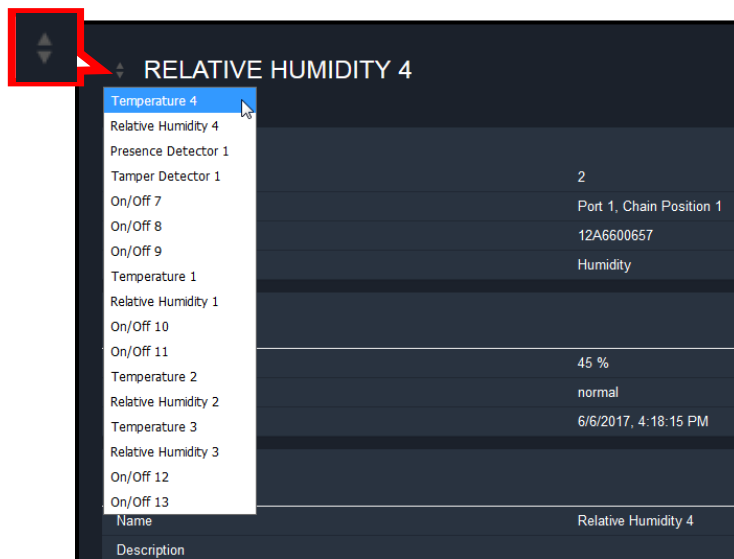 RELATIVE HUMIDITY 4
Temperature 4
Relative Humidity 4
Presence Detector 1
Tamper Detector 1
2
On/Off 7
Port 1, Chain Position 1
On/Off 8
12A6600657
On/Off 9
Humidity
Temperature 1
Relative Humidity 1
On/Off 10
On/Off 11
45 %
Temperature 2
normal
Relative Humidity 2
6/6/2017, 4:18:15 PM
Temperature 3
Relative Humidity 3
On/Off 12
On/Off 13
Name Relative Humidity 4
Description